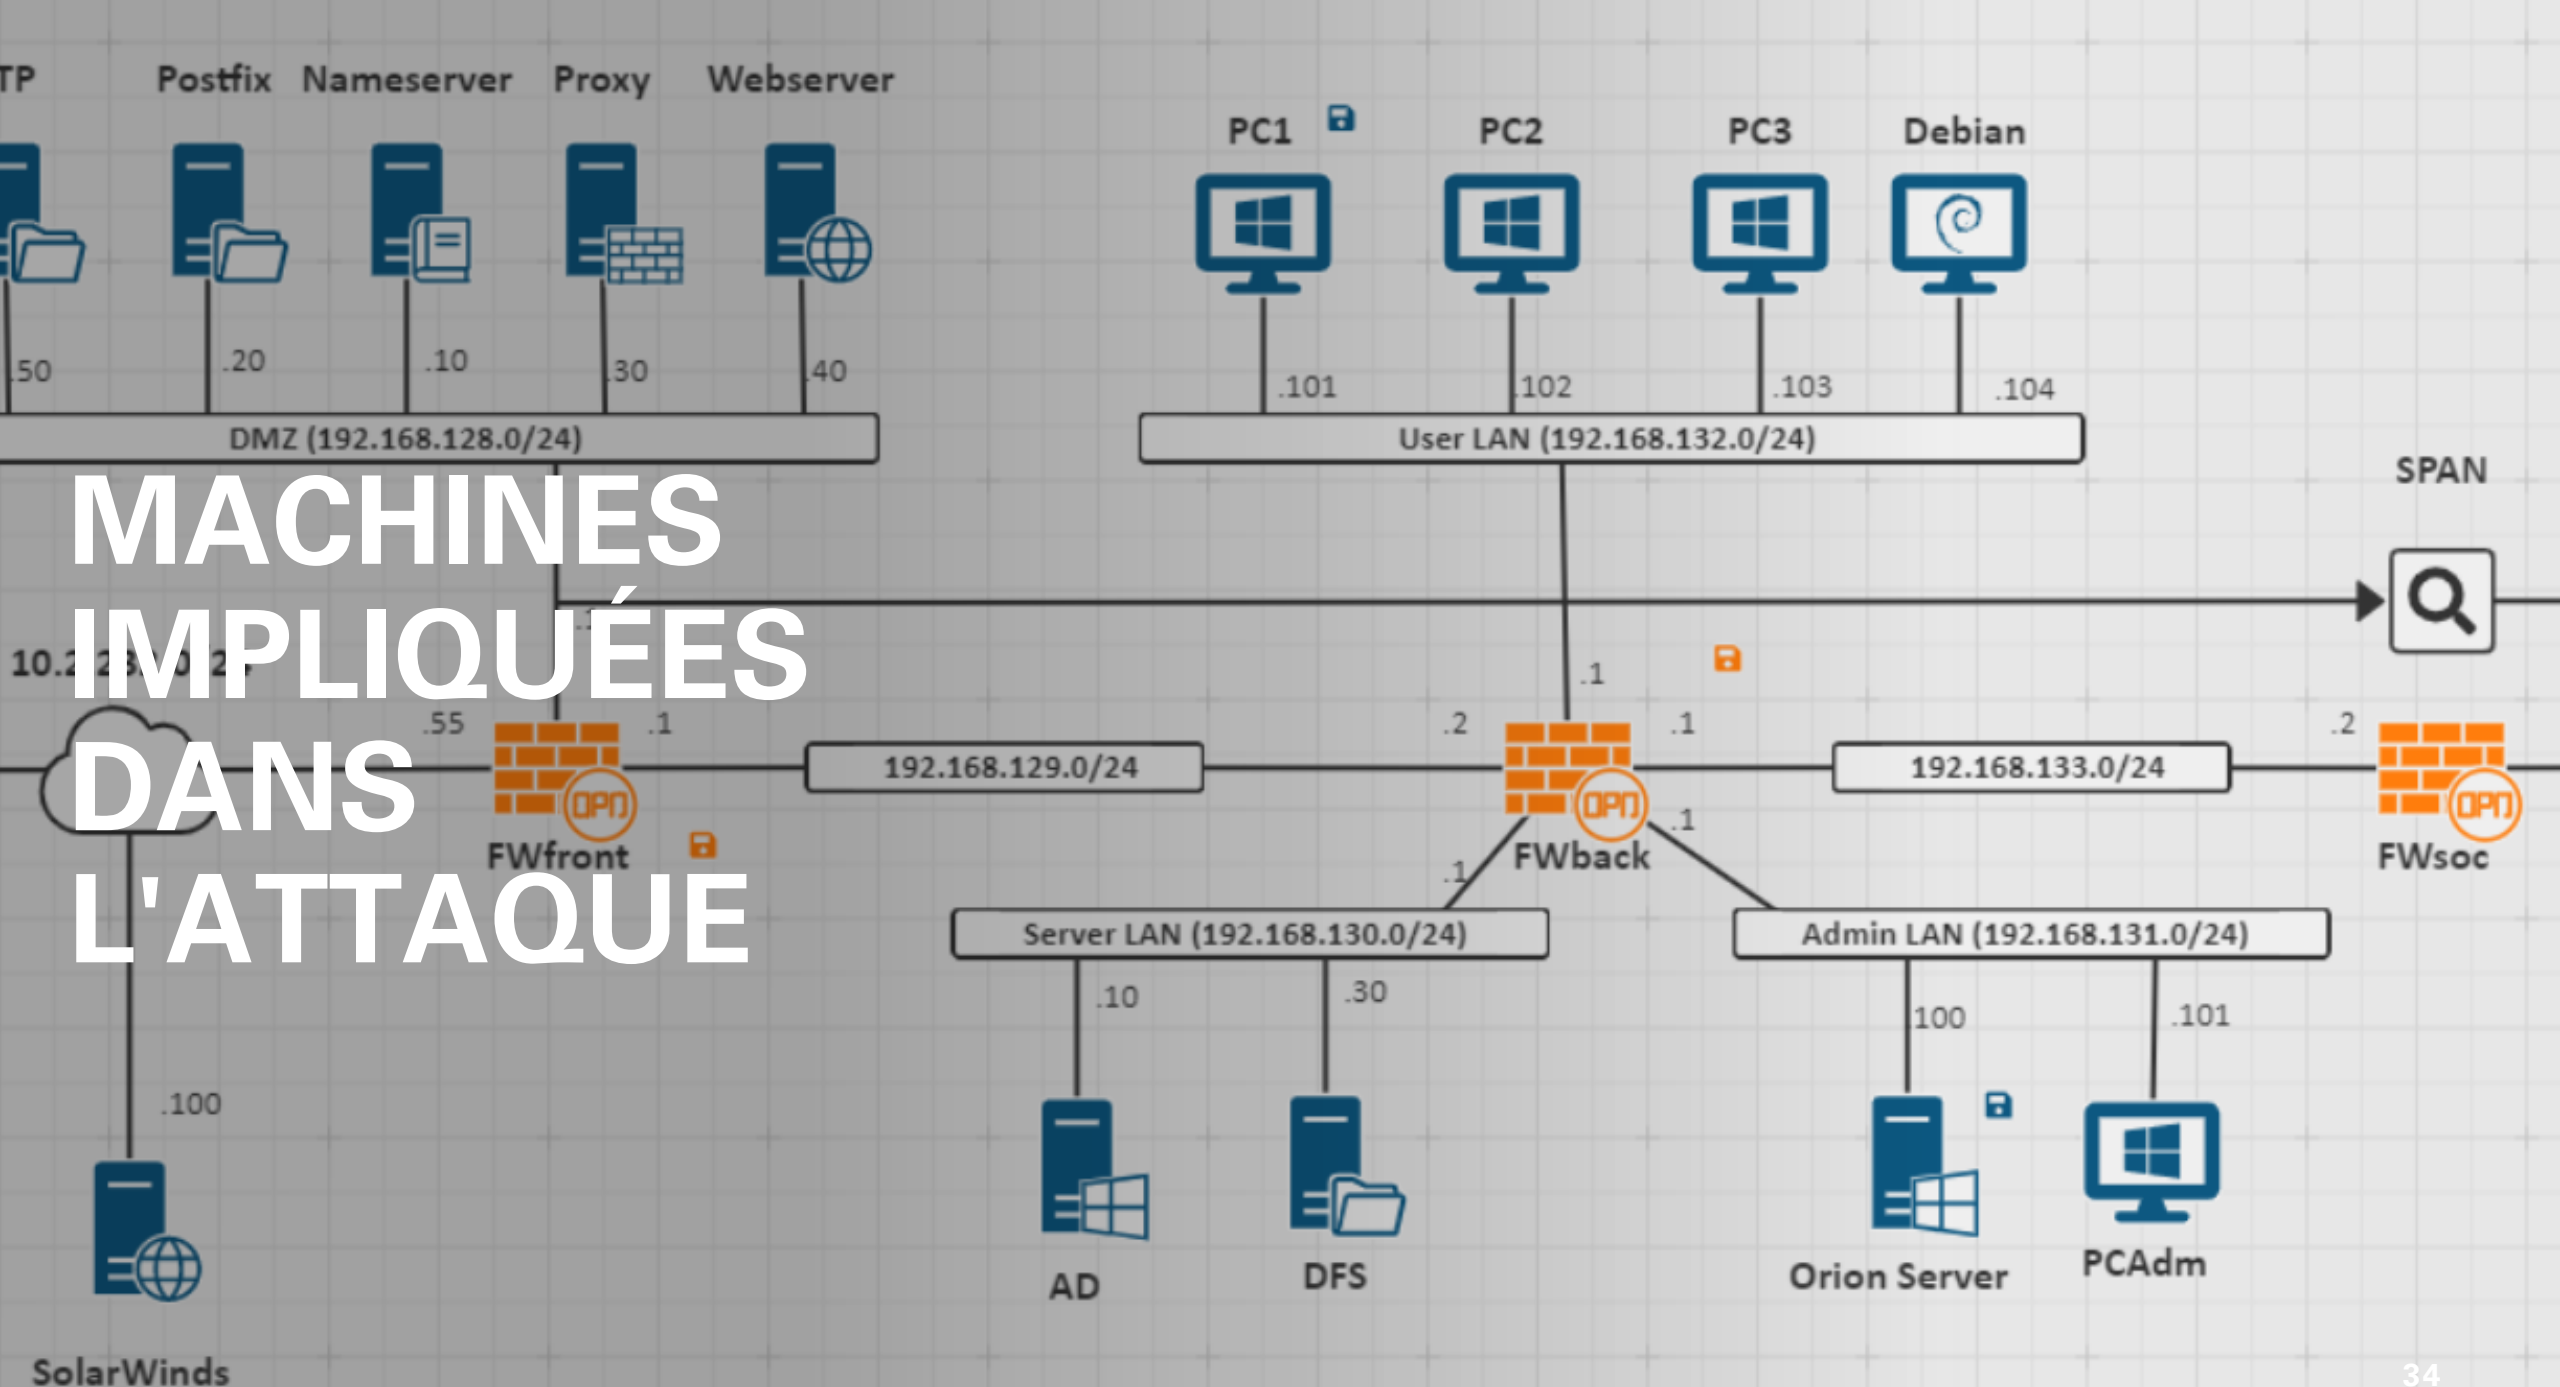 TP Postfix Nameserver Proxy Webserver
PC1 PC2 PC3 Debian
.50 .20 .10 .30 .40
.101 .102 .103 .104
DMZ (192.168.128.0/24)
User LAN (192.168.132.0/24)
SPAN
MACHINES
IMPLIQUÉES
DANS
L'ATTAQUE
.1 .1
.55 .1 .2 .1 .2
192.168.129.0/24
192.168.133.0/24
OPN OPN OPN
.1 .1
FWfront FWback FWsoc
Server LAN (192.168.130.0/24)
Admin LAN (192.168.131.0/24)
.10 .30 .100 .101
.100
AD DFS Orion Server PCAdm
SolarWinds
34